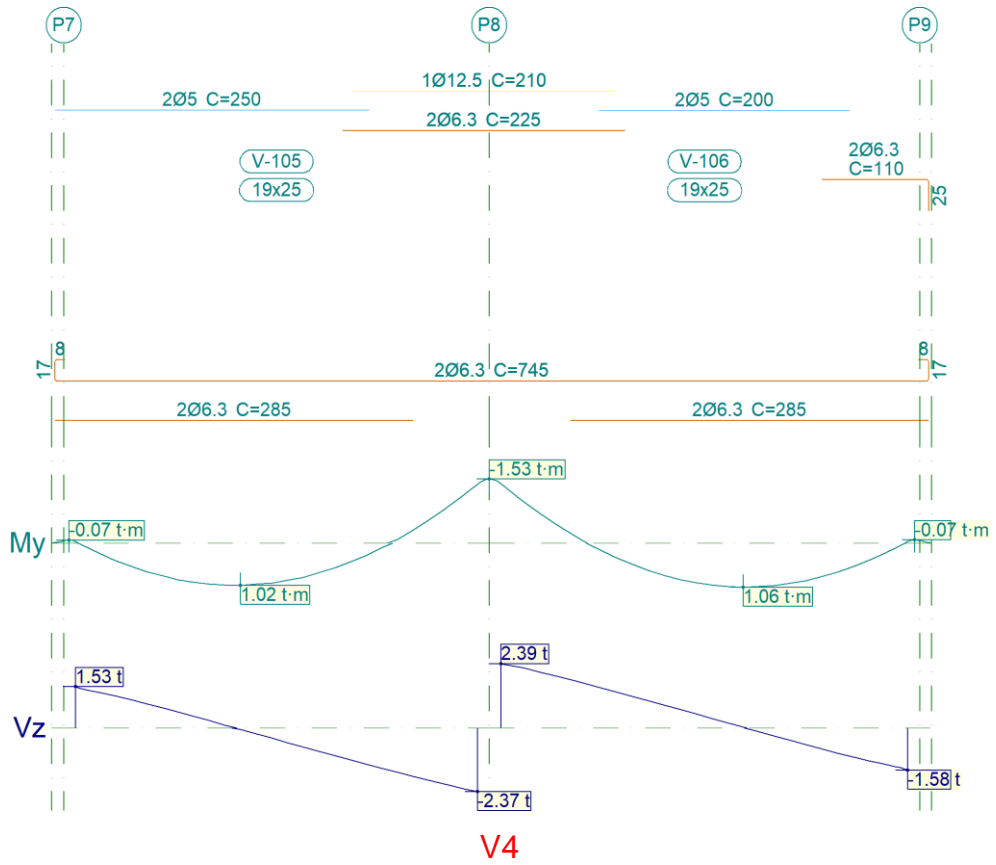 P7
P8
P9
1Ø12.5 C=210
2Ø5 C=250
2Ø5 C=200
2Ø6.3 C=225
V-105
19x25
V-106
19x25
2Ø6.3
C=110
25
8
17
2Ø6.3 C=745
8
17
2Ø6.3 C=285
2Ø6.3 C=285
-1.53 t·m
-0.07 t·m
-0.07 t·m
My
1.02 t·m
1.06 t·m
2.39 t
1.53 t
Vz
-1.58 t
-2.37 t
V4